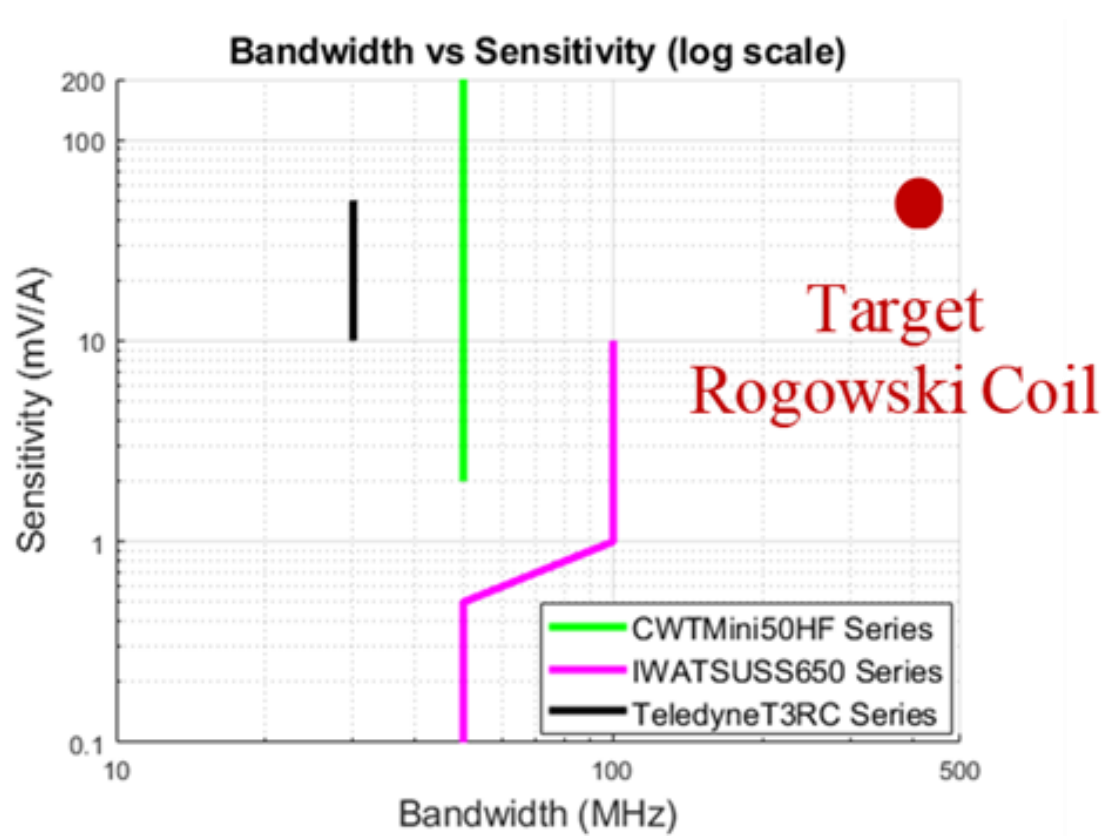 Bandwidth vs Sensitivity (log scale)
200
100
10
1
0.1
Sensitivity (mV/A)
Target
Rogowski Coil
CWTMini50HF Series
IWATSUSS650 Series
TeledyneT3RC Series
10
100
500
Bandwidth (MHz)